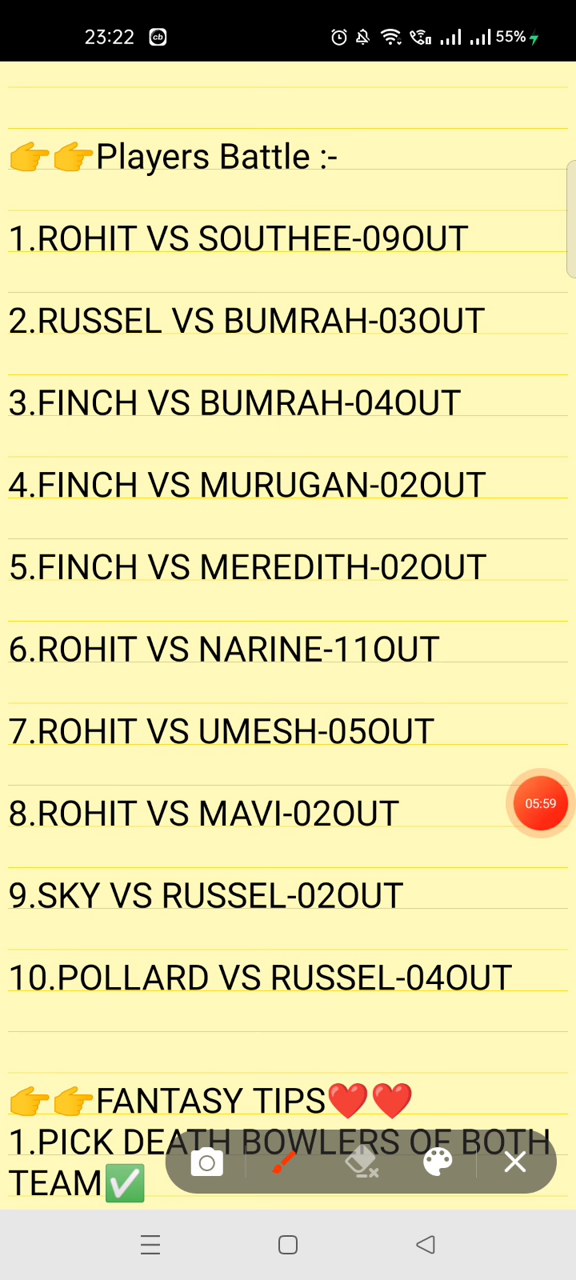 23:22
cb
55%
👉👉Players Battle :-
1.ROHIT VS SOUTHEE-09OUT
2.RUSSEL VS BUMRAH-03OUT
3.FINCH VS BUMRAH-04OUT
4.FINCH VS MURUGAN-02OUT
5.FINCH VS MEREDITH-02OUT
6.ROHIT VS NARINE-11OUT
7.ROHIT VS UMESH-05OUT
8.ROHIT VS MAVI-02OUT
05:59
9.SKY VS RUSSEL-02OUT
10.POLLARD VS RUSSEL-04OUT
👉👉FANTASY TIPS❤️❤️
1.PICK DEATH BOWLERS OF BOTH
TEAM✅